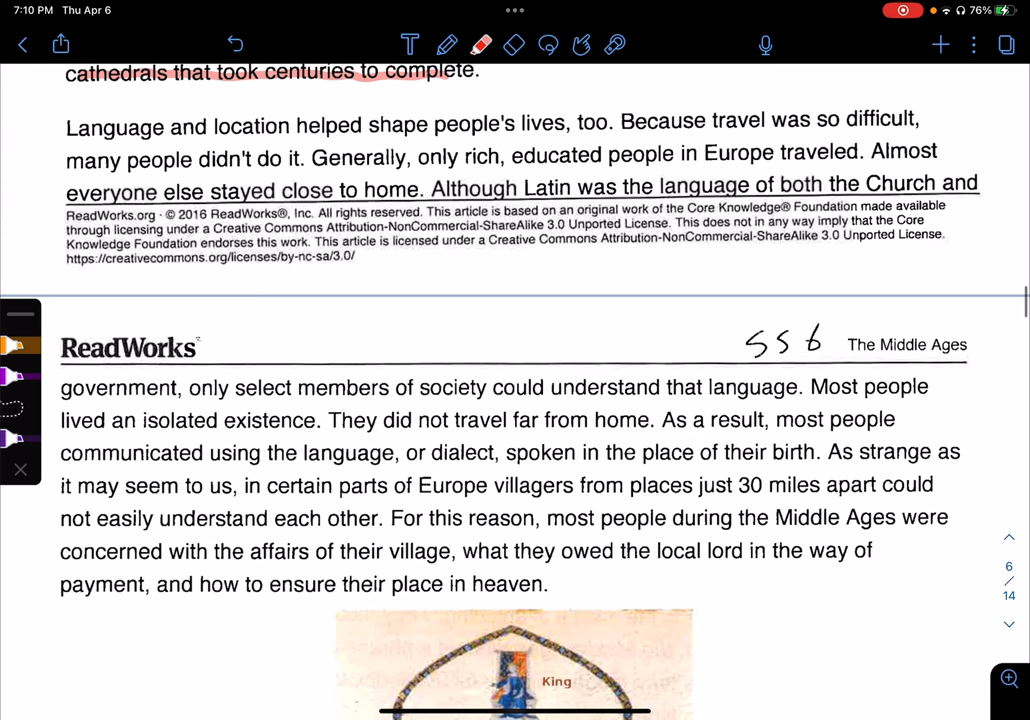 7:10 PM Thu Apr 6
76%
cathedrals that took centuries to complete.
Language and location helped shape people's lives, too. Because travel was so difficult,
many people didn't do it. Generally, only rich, educated people in Europe traveled. Almost
everyone else stayed close to home. Although Latin was the language of both the Church and
ReadWorks.org · © 2016 ReadWorks®, Inc. All rights reserved. This article is based on an original work of the Core Knowledge® Foundation made available
through licensing under a Creative Commons Attribution-NonCommercial-ShareAlike 3.0 Unported License. This does not in any way imply that the Core
Knowledge Foundation endorses this work. This article is licensed under a Creative Commons Attribution-NonCommercial-ShareAlike 3.0 Unported License.
https://creativecommons.org/licenses/by-nc-sa/3.0/
ReadWorks SS6 The Middle Ages
government, only select members of society could understand that language. Most people
lived an isolated existence. They did not travel far from home. As a result, most people
communicated using the language, or dialect, spoken in the place of their birth. As strange as
it may seem to us, in certain parts of Europe villagers from places just 30 miles apart could
not easily understand each other. For this reason, most people during the Middle Ages were
concerned with the affairs of their village, what they owed the local lord in the way of
payment, and how to ensure their place in heaven.
6
/
14
King